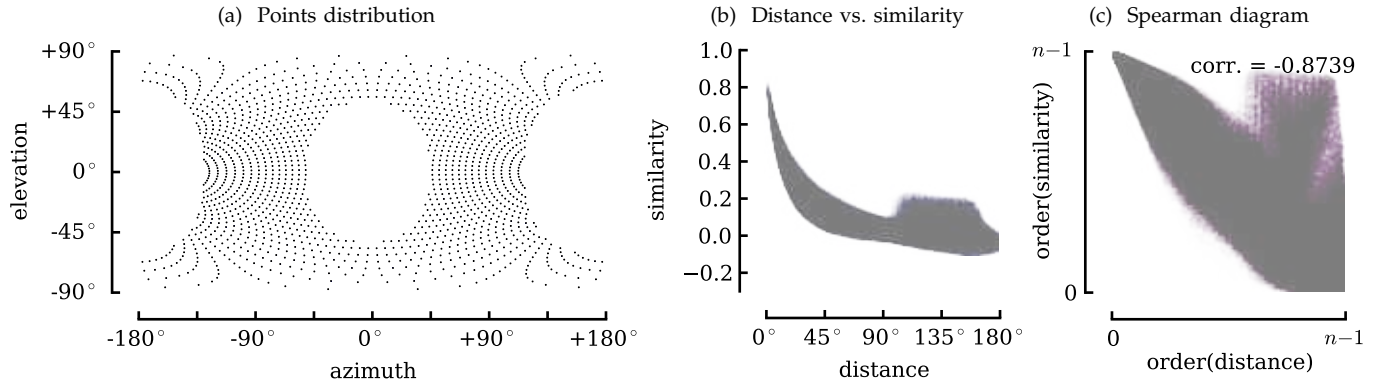 (a) Points distribution
+90°
+45°
0°
-45°
-90°
elevation
-180° -90° 0° +90° +180°
azimuth
(b) Distance vs. similarity
1.0
0.8
0.6
0.4
0.2
0.0
−0.2
similarity
0° 45° 90° 135° 180°
distance
(c) Spearman diagram
n−1
corr. = -0.8739
0
order(similarity)
0 n−1
order(distance)